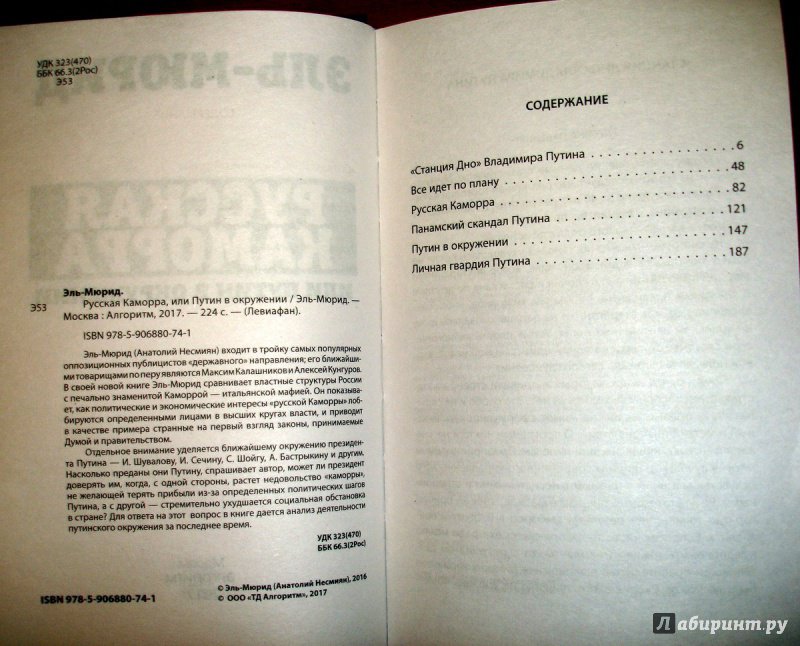 УДК 323(470)
ББК 66.3(2Рос)
Э53
ЭЛЬ-МЮРИД
РУССКАЯ
КАМОРРА
ИЛИ ПУТИН В ОКРУЖЕНИИ
Эль-Мюрид.
Э53 Русская Каморра, или Путин в окружении / Эль-Мюрид. —
Москва : Алгоритм, 2017. — 224 с. — (Левиафан).
ISBN 978-5-906880-74-1
Эль-Мюрид (Анатолий Несмиян) входит в тройку самых популярных
оппозиционных публицистов «державного» направления; его ближайши-
ми товарищами по перу являются Максим Калашников и Алексей Кунгуров.
В своей новой книге Эль-Мюрид сравнивает властные структуры России
с печально знаменитой Каморрой — итальянской мафией. Он показыва-
ет, как политические и экономические интересы «русской Каморры» лоб-
бируются определенными лицами в высших кругах власти, и приводит
в качестве примера странные на первый взгляд законы, принимаемые
Думой и правительством.
Отдельное внимание уделяется ближайшему окружению президен-
та Путина — И. Шувалову, И. Сечину, С. Шойгу, А. Бастрыкину и другим.
Насколько преданы они Путину, спрашивает автор, может ли президент
доверять им, когда, с одной стороны, растет недовольство «каморры»,
не желающей терять прибыли из-за определенных политических шагов
Путина, а с другой — стремительно ухудшается социальная обстановка
в стране? Для ответа на этот вопрос в книге дается анализ деятельности
путинского окружения за последнее время.
УДК 323(470)
ББК 66.3(2Рос)
© Эль-Мюрид (Анатолий Несмиян), 2016
ISBN 978-5-906880-74-1 © ООО «ТД Алгоритм», 2017
СОДЕРЖАНИЕ
«Станция Дно» Владимира Путина . . . . . . . . . . 6
Все идет по плану . . . . . . . . . . 48
Русская Каморра . . . . . . . . . . 82
Панамский скандал Путина . . . . . . . . . . 121
Путин в окружении . . . . . . . . . . 147
Личная гвардия Путина . . . . . . . . . . 187
Лабиринт.ру